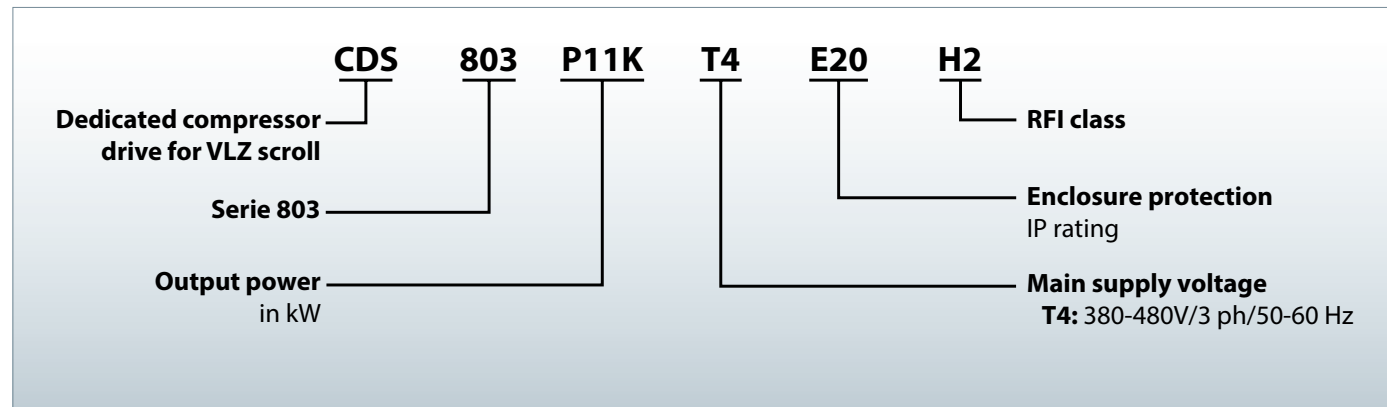 CDS 803 P11K T4 E20 H2
Dedicated compressor
drive for VLZ scroll
Serie 803
Output power
in kW
RFI class
Enclosure protection
IP rating
Main supply voltage
T4: 380-480V/3 ph/50-60 Hz